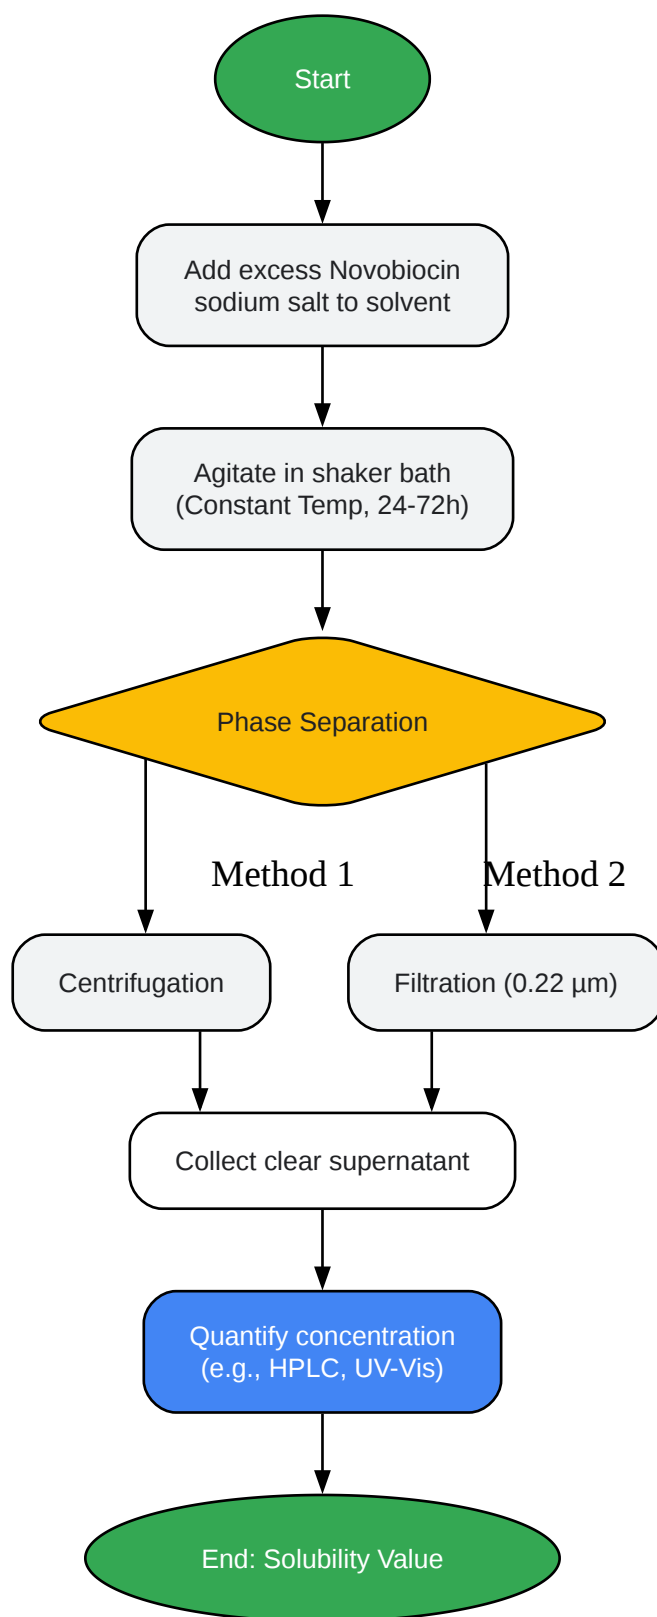 Start
Add excess Novobiocin
sodium salt to solvent
Agitate in shaker bath
(Constant Temp, 24-72h)
Phase Separation
Method 1
Method 2
Centrifugation
Filtration (0.22 µm)
Collect clear supernatant
Quantify concentration
(e.g., HPLC, UV-Vis)
End: Solubility Value